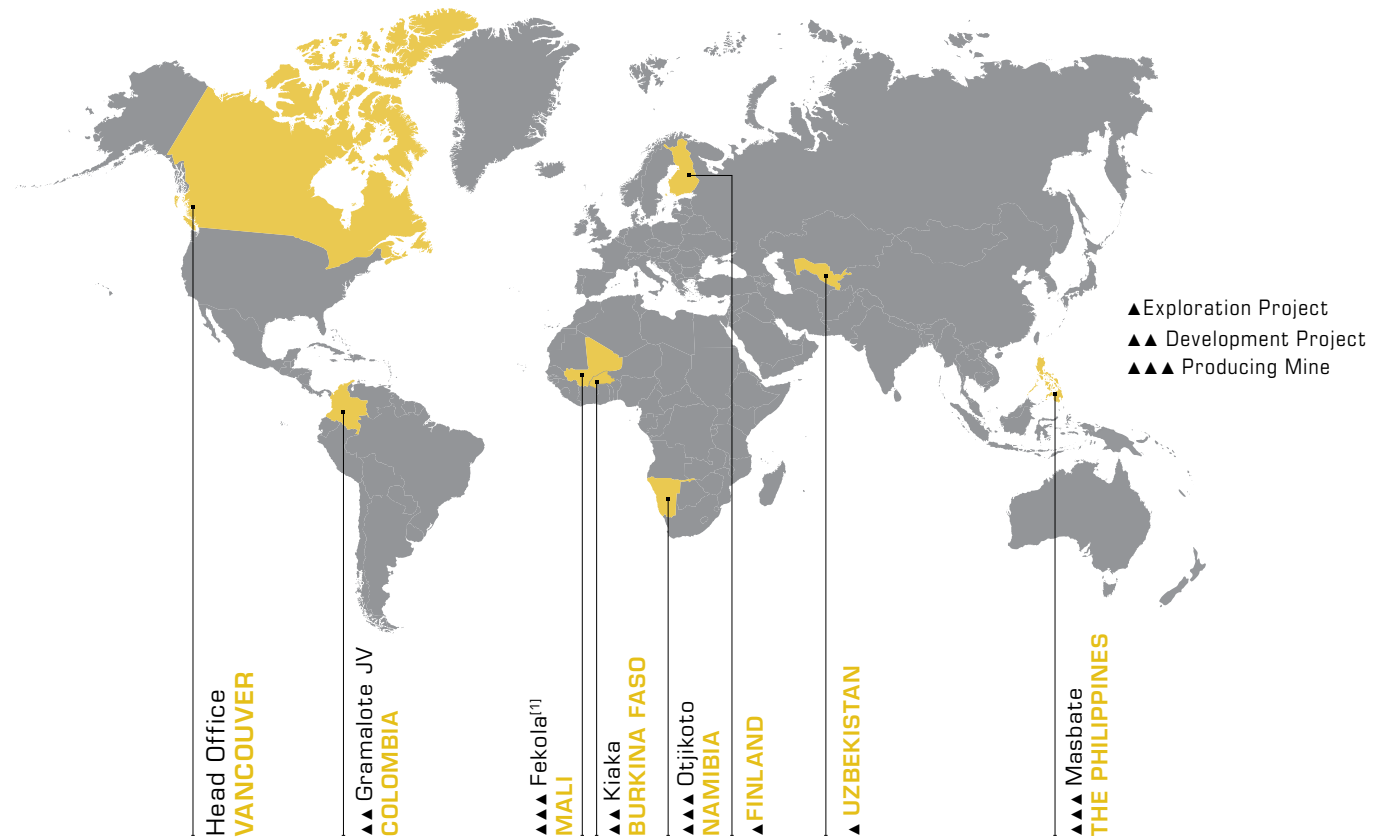 ▲Exploration Project
▲▲ Development Project
▲▲▲ Producing Mine
Head Office
VANCOUVER
▲▲ Gramalote JV
COLOMBIA
▲▲▲ Fekola[1]
MALI
▲▲ Kiaka
BURKINA FASO
▲▲▲ Otjikoto
NAMIBIA
▲ FINLAND
▲ UZBEKISTAN
▲▲▲ Masbate
THE PHILIPPINES